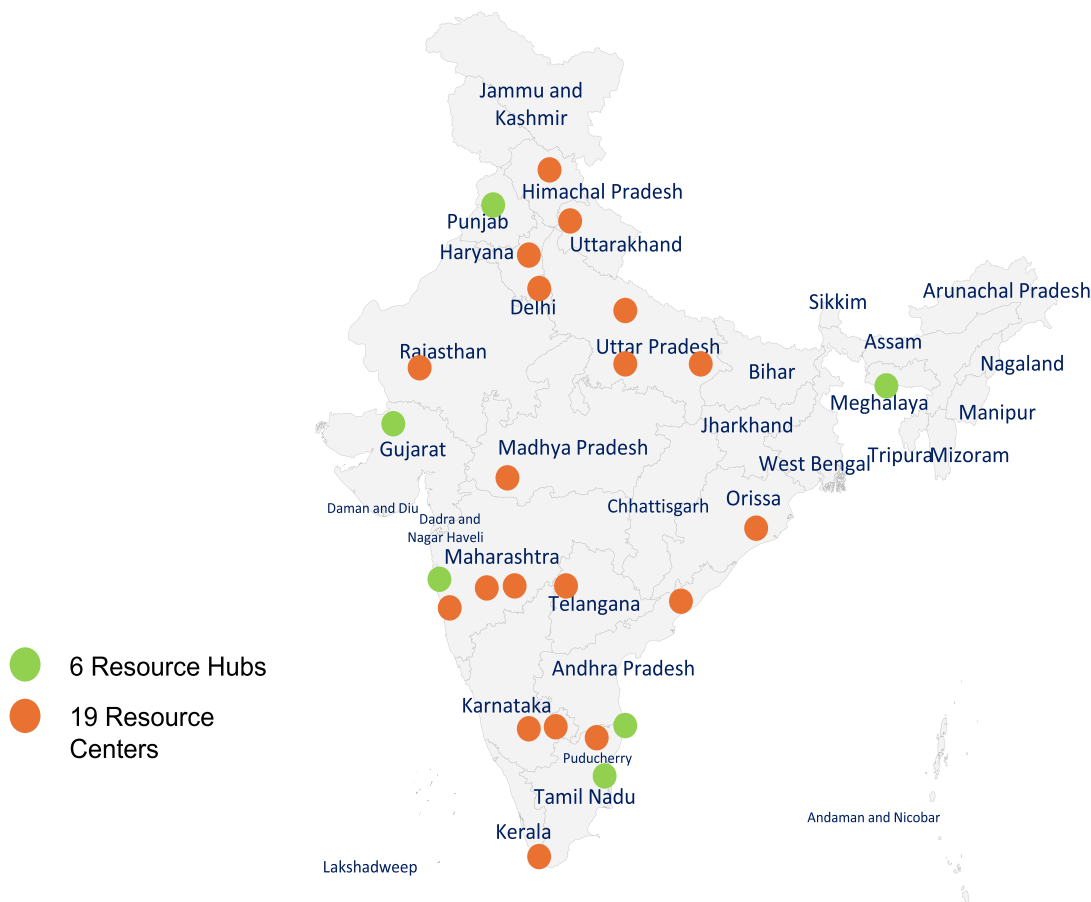 Jammu and
Kashmir
Himachal Pradesh
Punjab
Uttarakhand
Haryana
Arunachal Pradesh
Sikkim
Delhi
Assam
Uttar Pradesh
Rajasthan
Nagaland
Bihar
Meghalaya
Manipur
Jharkhand
Madhya Pradesh
Gujarat
Tripura
Mizoram
West Bengal
Orissa
Chhattisgarh
Daman and Diu
Dadra and
Nagar Haveli
Maharashtra
Telangana
6 Resource Hubs
Andhra Pradesh
Karnataka
19 Resource
Centers
Puducherry
Tamil Nadu
Andaman and Nicobar
Kerala
Lakshadweep